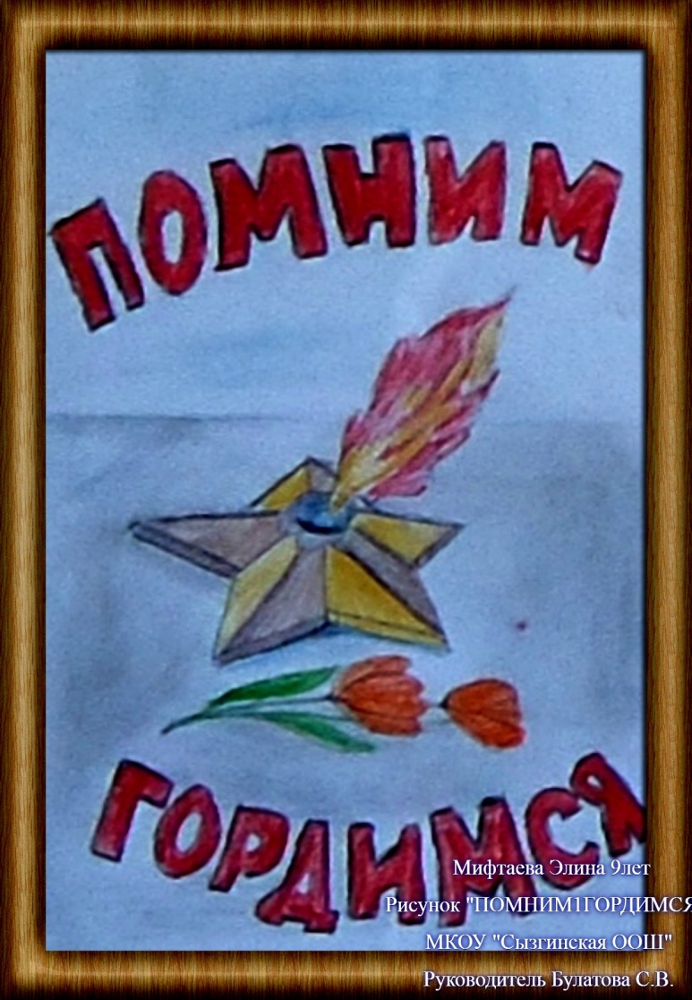 ПОМНИМ
ГОРДИМСЯ
Мифтаева Элина 9лет
Рисунок "ПОМНИМ1ГОРДИМСЯ
МКОУ "Сызгинская ООШ"
Руководитель Булатова С.В.